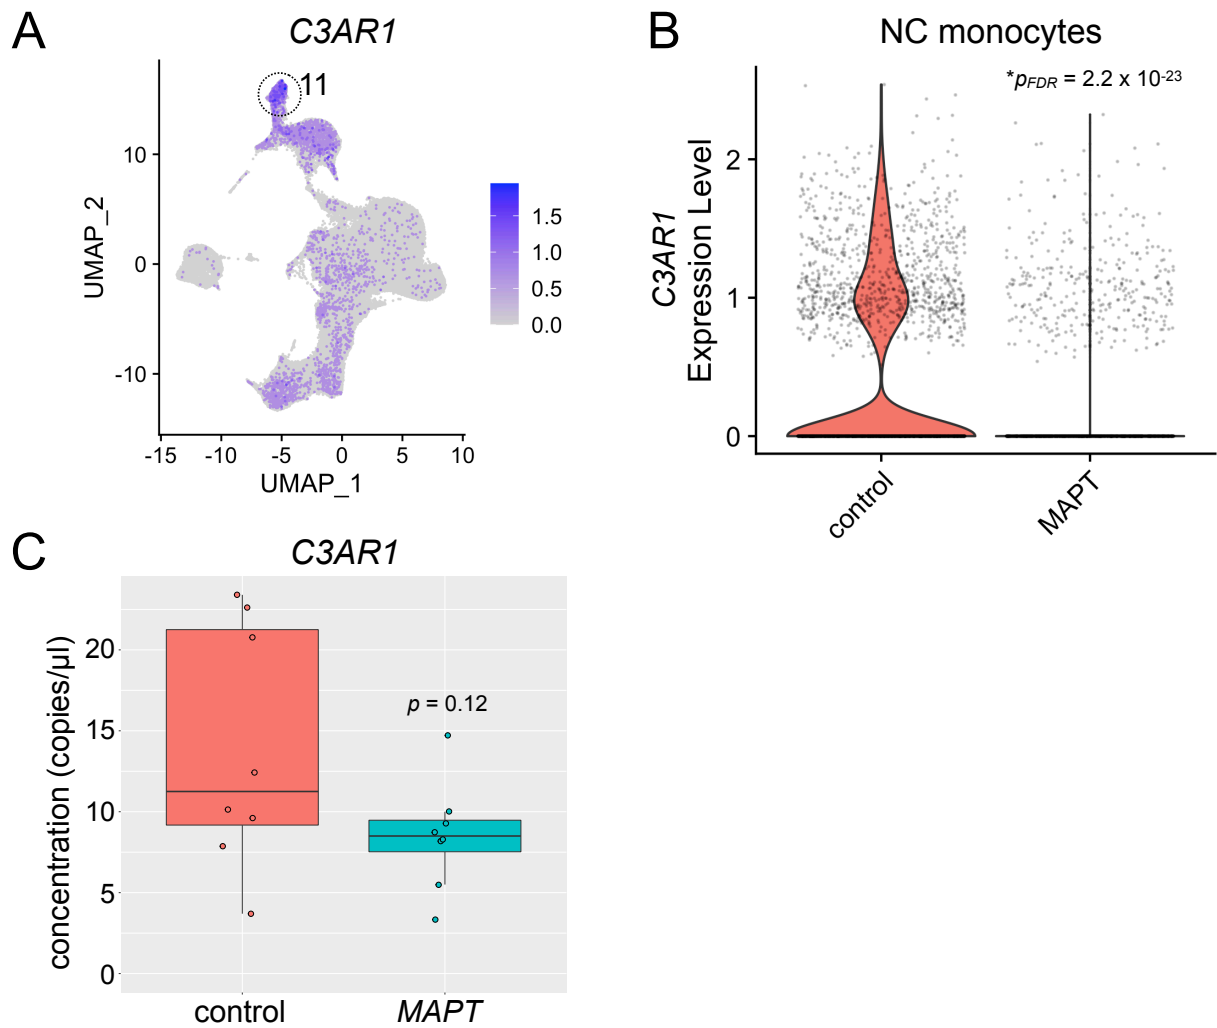 A
C3AR1
11
10
0
-10
UMAP_2
-15 -10 -5 0 5 10
UMAP_1
1.5
1.0
0.5
0.0
B
NC monocytes
*pFDR = 2.2 x 10-23
C3AR1
Expression Level
2
1
0
control
MAPT
C
C3AR1
concentration (copies/μl)
20
15
10
5
0
p = 0.12
control
MAPT